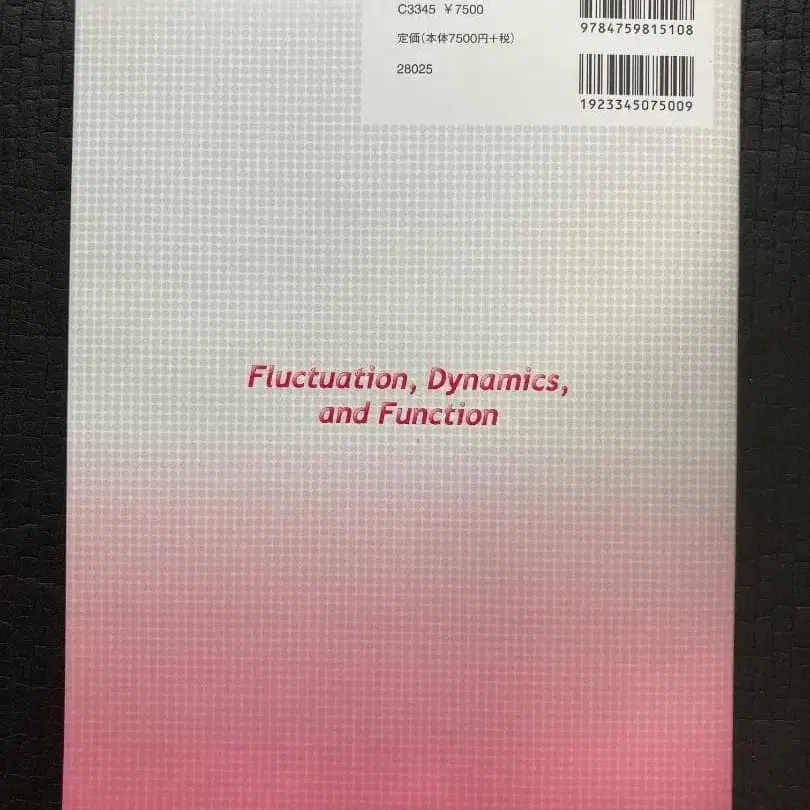 C3345 ¥7500
9784759815108
定価(本体7500円+税)
28025
1923345075009
Fluctuation, Dynamics,
and Function